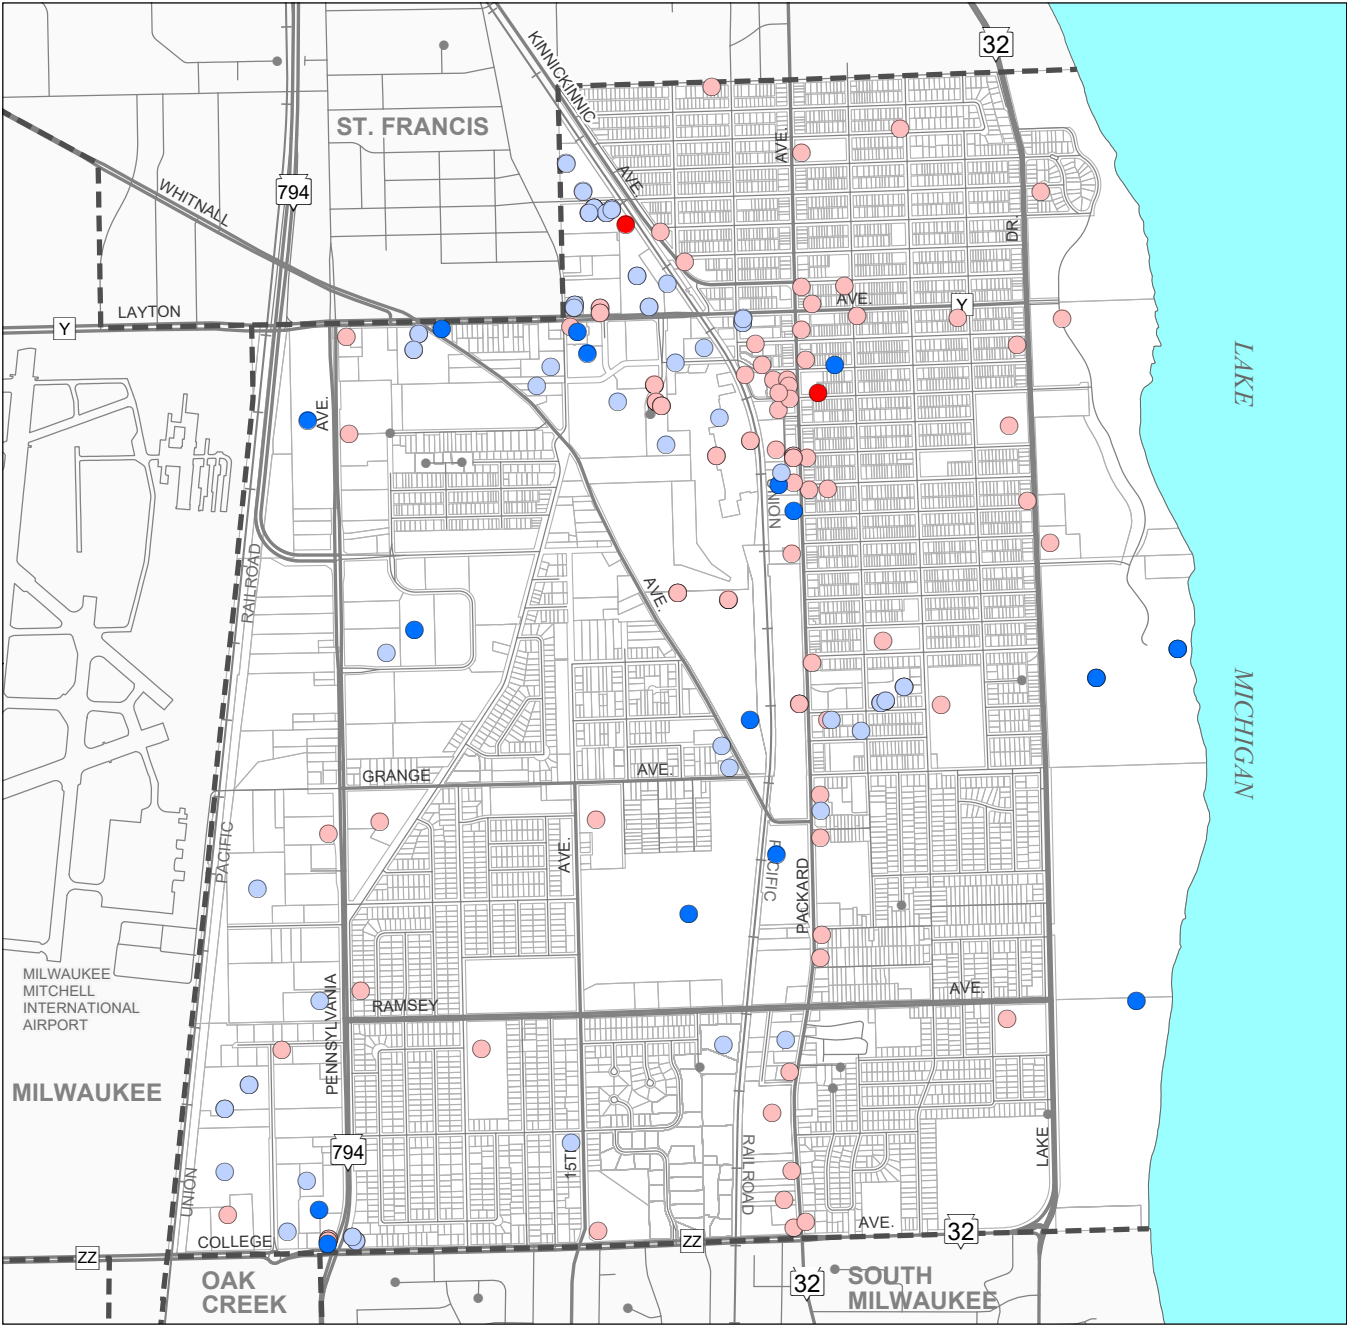 32
KINNICKINNIC
AVE.
ST. FRANCIS
AVE.
794
WHITNALL
DR.
LAYTON
Y
AVE.
Y
LAKE
AVE.
UNION
RAILROAD
AVE.
MICHIGAN
GRANGE
AVE.
PACIFIC
AVE.
PACIFIC
PACKARD
MILWAUKEE
MITCHELL
INTERNATIONAL
AIRPORT
PENNSYLVANIA
RAMSEY
AVE.
MILWAUKEE
794
15TH
RAILROAD
LAKE
UNION
COLLEGE
ZZ
AVE.
32
ZZ
OAK
CREEK
32
SOUTH
MILWAUKEE